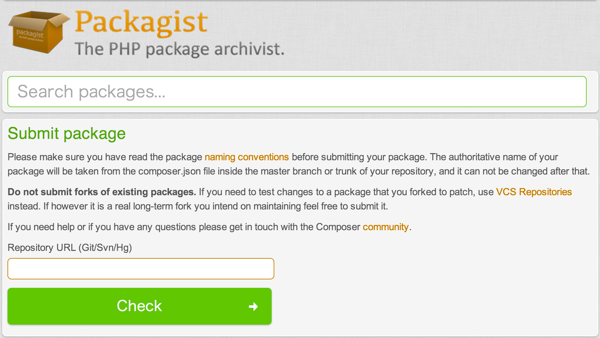 Packagist
The PHP package archivist.
Search packages...
Submit package
Please make sure you have read the package naming conventions before submitting your package. The authoritative name of your
package will be taken from the composer.json file inside the master branch or trunk of your repository, and it can not be changed after that.
Do not submit forks of existing packages. If you need to test changes to a package that you forked to patch, use VCS Repositories
instead. If however it is a real long-term fork you intend on maintaining feel free to submit it.
If you need help or if you have any questions please get in touch with the Composer community.
Repository URL (Git/Svn/Hg)
Check